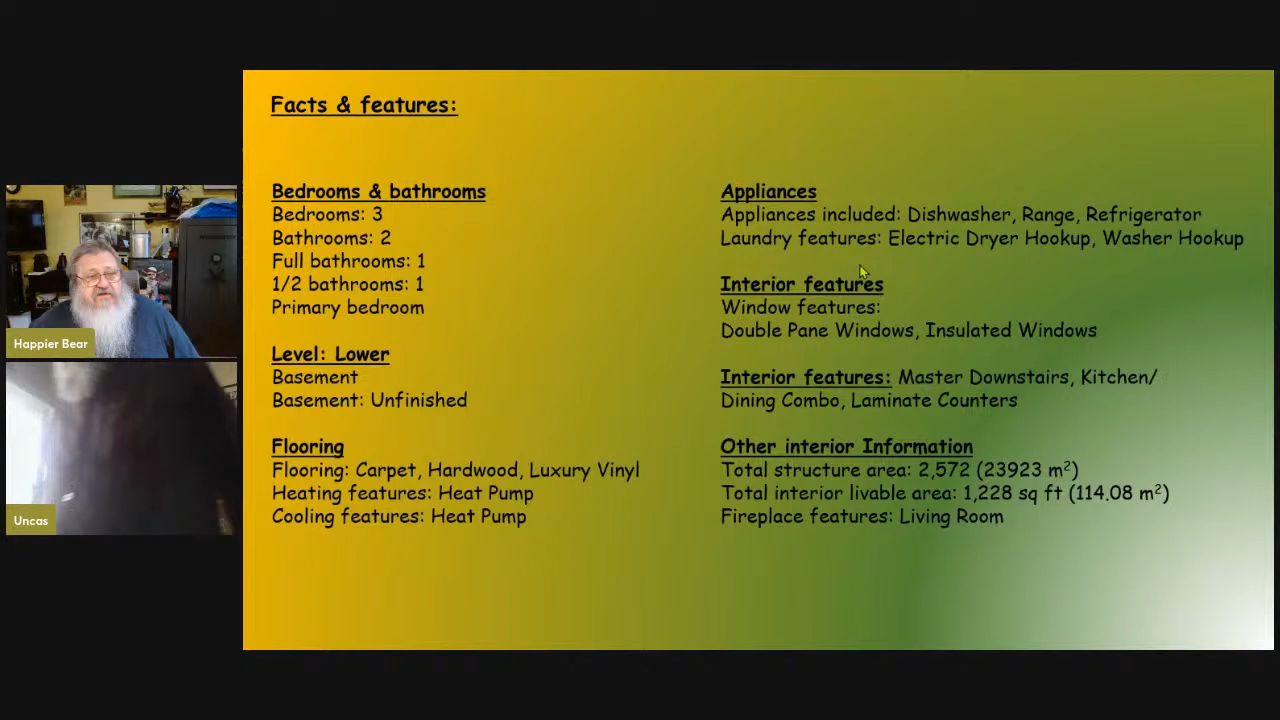 Facts & features:
Bedrooms & bathrooms
Bedrooms: 3
Bathrooms: 2
Full bathrooms: 1
1/2 bathrooms: 1
Primary bedroom
Level: Lower
Basement
Basement: Unfinished
Flooring
Flooring: Carpet, Hardwood, Luxury Vinyl
Heating features: Heat Pump
Cooling features: Heat Pump
Appliances
Appliances included: Dishwasher, Range, Refrigerator
Laundry features: Electric Dryer Hookup, Washer Hookup
Interior features
Window features:
Double Pane Windows, Insulated Windows
Interior features: Master Downstairs, Kitchen/
Dining Combo, Laminate Counters
Other interior Information
Total structure area: 2,572 (23923 m²)
Total interior livable area: 1,228 sq ft (114.08 m²)
Fireplace features: Living Room
Happier Bear
Uncas